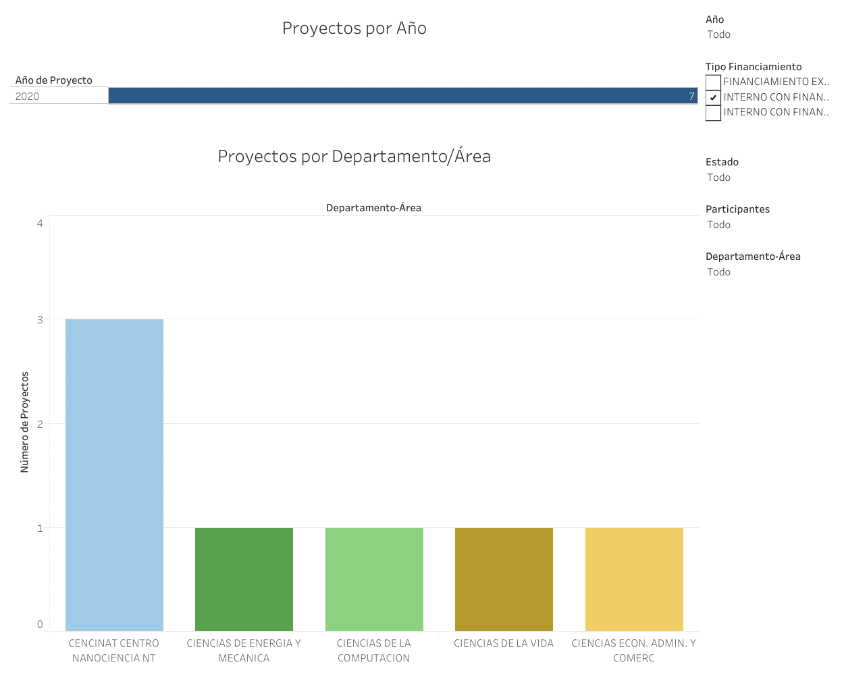 Proyectos por Año
Año de Proyecto
2020
7
Proyectos por Departamento/Área
Departamento-Área
Número de Proyectos
4
3
2
1
0
CENCINAT CENTRO
NANOCIENCIA NT
CIENCIAS DE ENERGIA Y
MECANICA
CIENCIAS DE LA
COMPUTACION
CIENCIAS DE LA VIDA
CIENCIAS ECON. ADMIN. Y
COMERC
Año
Todo
Tipo Financiamiento
FINANCIAMIENTO EX..
INTERNO CON FINAN..
INTERNO CON FINAN..
Estado
Todo
Participantes
Todo
Departamento-Área
Todo